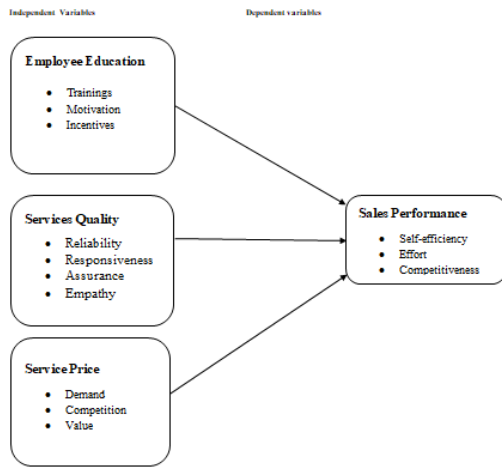 Independent Variables
Dependent variables
Employee Education
• Trainings
• Motivation
• Incentives
Services Quality
• Reliability
• Responsiveness
• Assurance
• Empathy
Service Price
• Demand
• Competition
• Value
Sales Performance
• Self-efficiency
• Effort
• Competitiveness